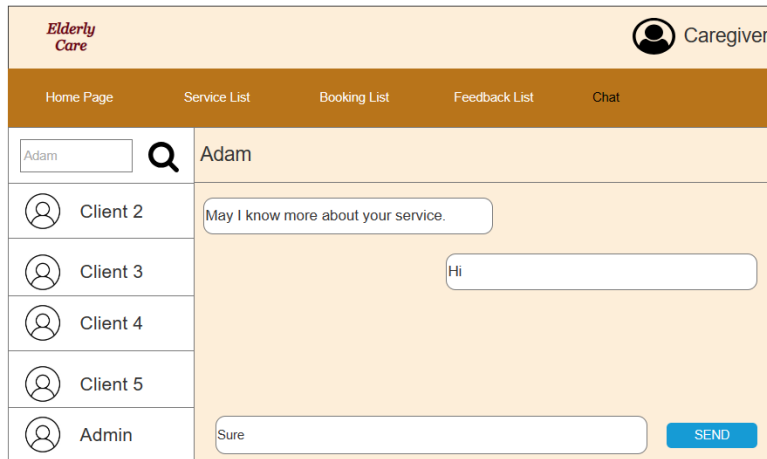 Elderly
Care
Caregiver
Home Page Service List Booking List Feedback List Chat
Adam
Adam
Client 2
May I know more about your service.
Client 3
Hi
Client 4
Client 5
Admin
Sure
SEND